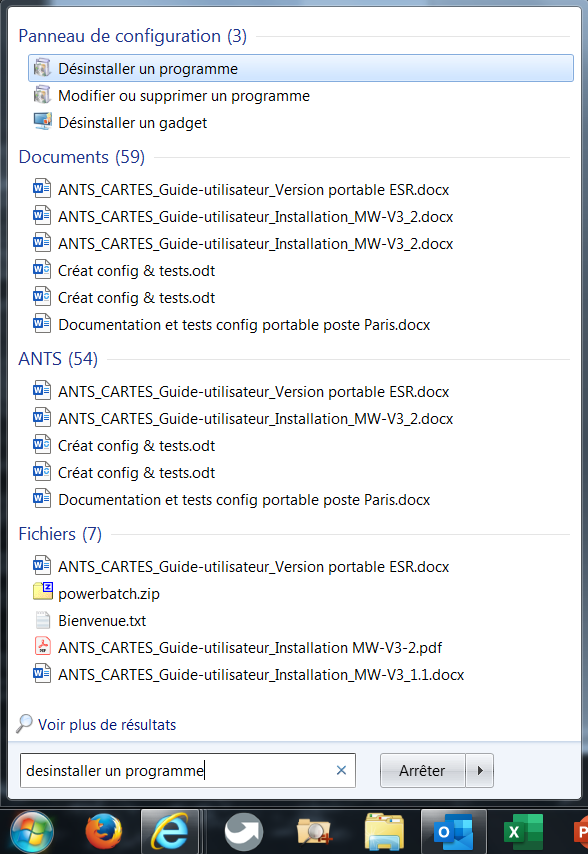 Panneau de configuration (3)
Désinstaller un programme
Modifier ou supprimer un programme
Désinstaller un gadget
Documents (59)
ANTS_CARTES_Guide-utilisateur_Version portable ESR.docx
ANTS_CARTES_Guide-utilisateur_Installation_MW-V3_2.docx
ANTS_CARTES_Guide-utilisateur_Installation_MW-V3_2.docx
Créat config & tests.odt
Créat config & tests.odt
Documentation et tests config portable poste Paris.docx
ANTS (54)
ANTS_CARTES_Guide-utilisateur_Version portable ESR.docx
ANTS_CARTES_Guide-utilisateur_Installation_MW-V3_2.docx
Créat config & tests.odt
Créat config & tests.odt
Documentation et tests config portable poste Paris.docx
Fichiers (7)
ANTS_CARTES_Guide-utilisateur_Version portable ESR.docx
powerbatch.zip
Bienvenue.txt
ANTS_CARTES_Guide-utilisateur_Installation MW-V3-2.pdf
ANTS_CARTES_Guide-utilisateur_Installation_MW-V3_1.1.docx
Voir plus de résultats
desinstaller un programme
Arrêter